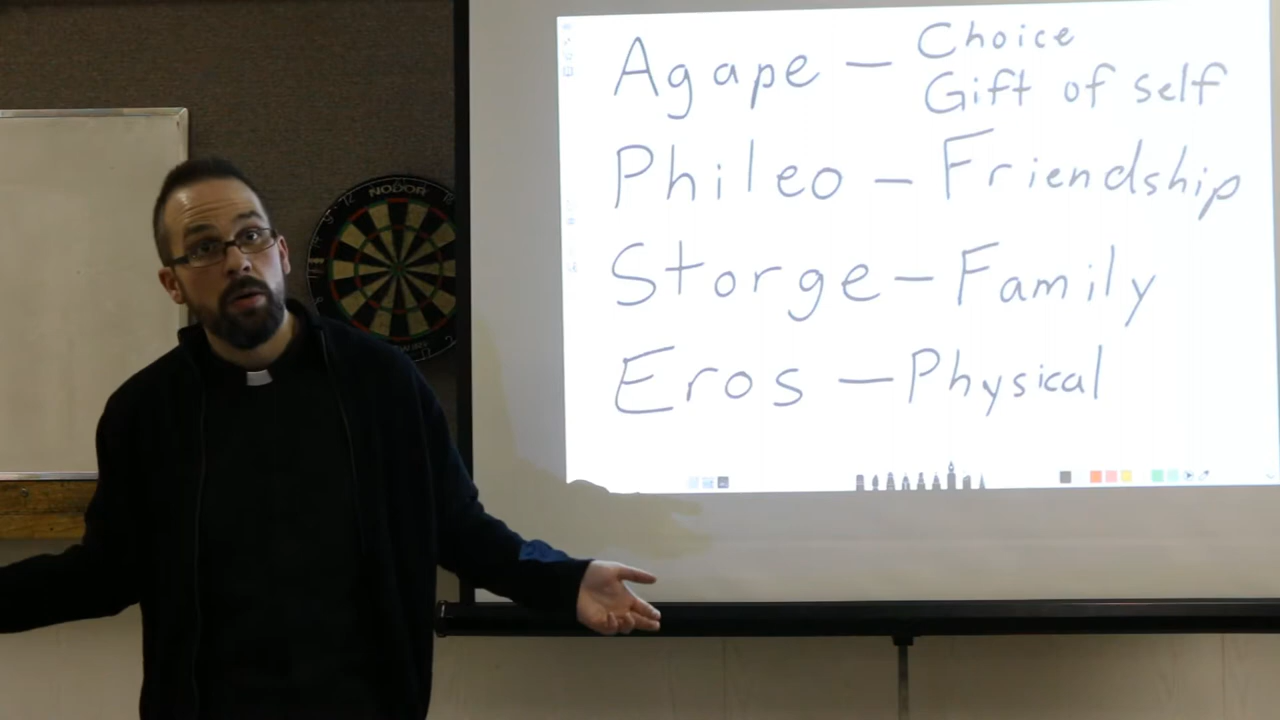 NODOR
Agape – Choice
Gift of self
Phileo – Friendship
Storge – Family
Eros – Physical